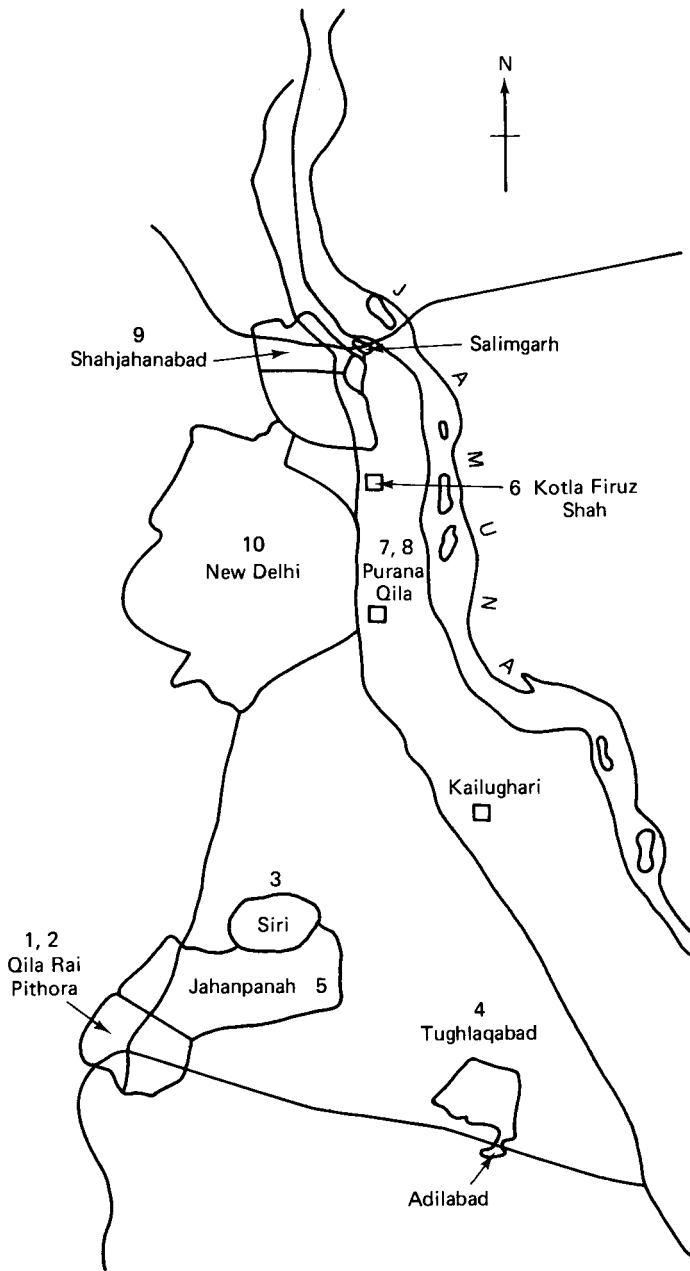 N
J
A
M
U
N
A
9
Shahjahanabad
Salimgarh
6 Kotla Firuz
Shah
10
New Delhi
7, 8
Purana
Qila
Kailughari
3
Siri
1, 2
Qila Rai
Pithora
Jahanpanah 5
4
Tughlaqabad
Adilabad